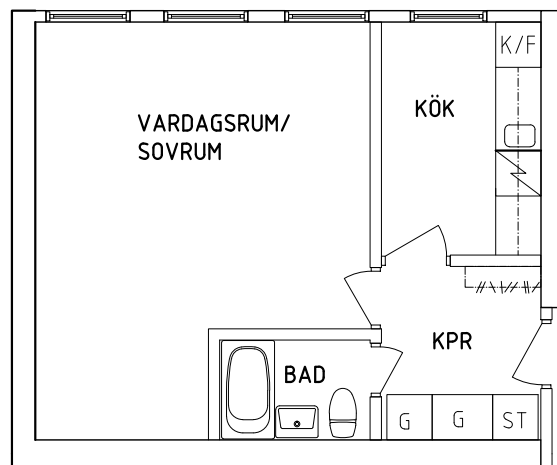 K/F
KÖK
VARDAGSRUM/
SOVRUM
KPR
BAD
G
G
ST